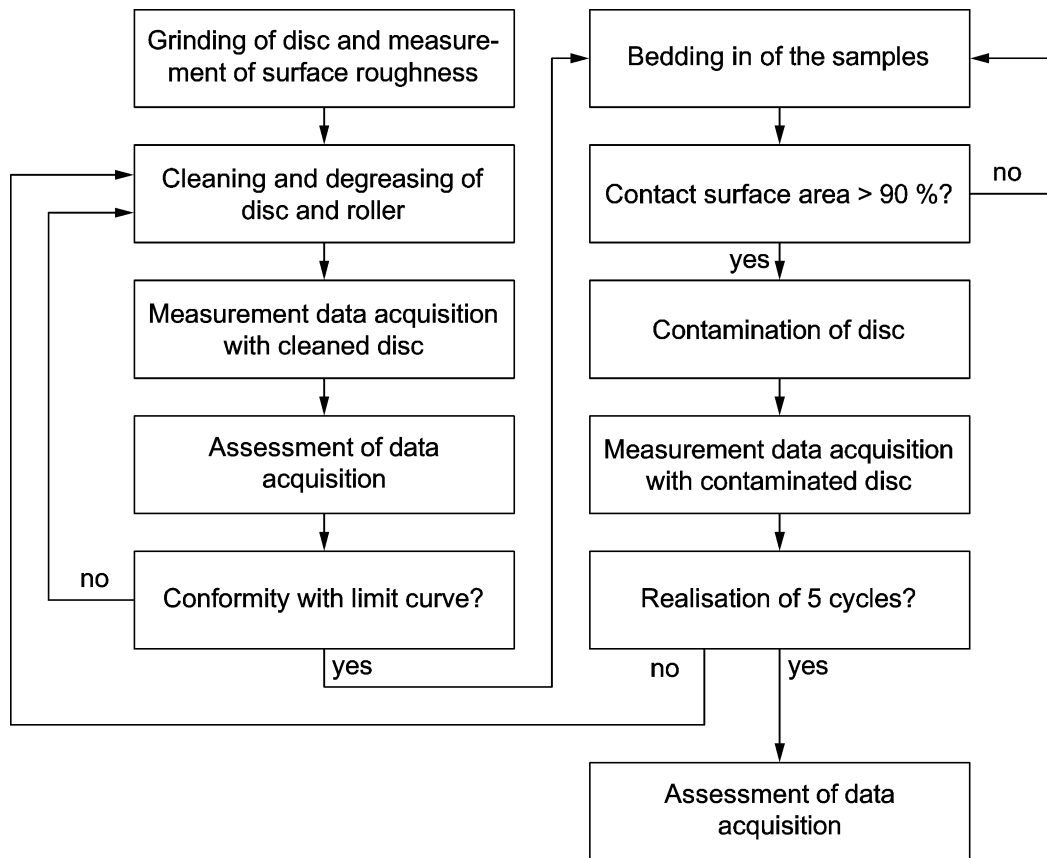 Grinding of disc and measure-
ment of surface roughness
Cleaning and degreasing of
disc and roller
Measurement data acquisition
with cleaned disc
Assessment of data
acquisition
no
Conformity with limit curve?
yes
Bedding in of the samples
Contact surface area > 90 %?
no
yes
Contamination of disc
Measurement data acquisition
with contaminated disc
Realisation of 5 cycles?
no
yes
Assessment of data
acquisition